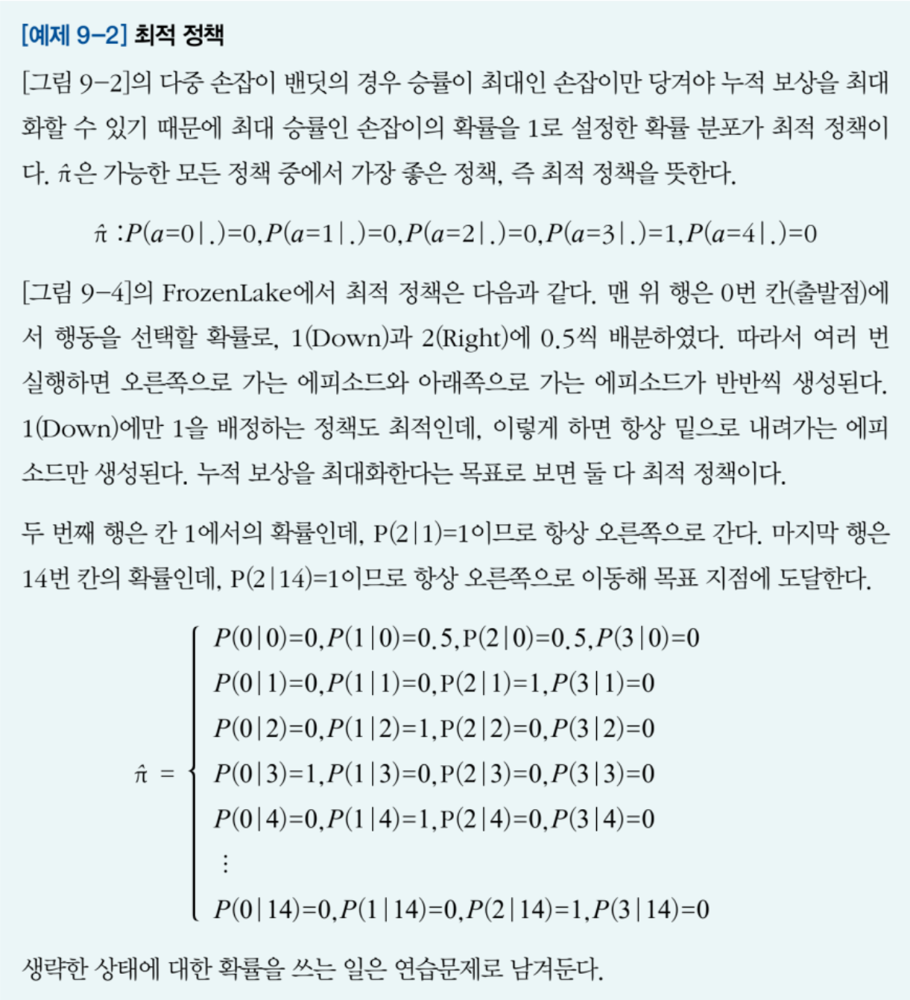 [예제 9-2] 최적 정책
[그림 9-2]의 다중 손잡이 밴딧의 경우 승률이 최대인 손잡이만 당겨야 누적 보상을 최대
화할 수 있기 때문에 최대 승률인 손잡이의 확률을 1로 설정한 확률 분포가 최적 정책이
다. π̂은 가능한 모든 정책 중에서 가장 좋은 정책, 즉 최적 정책을 뜻한다.
π̂ :P(a=0|.)=0,P(a=1|.)=0,P(a=2|.)=0,P(a=3|.)=1,P(a=4|.)=0
[그림 9-4]의 FrozenLake에서 최적 정책은 다음과 같다. 맨 위 행은 0번 칸(출발점)에
서 행동을 선택할 확률로, 1(Down)과 2(Right)에 0.5씩 배분하였다. 따라서 여러 번
실행하면 오른쪽으로 가는 에피소드와 아래쪽으로 가는 에피소드가 반반씩 생성된다.
1(Down)에만 1을 배정하는 정책도 최적인데, 이렇게 하면 항상 밑으로 내려가는 에피
소드만 생성된다. 누적 보상을 최대화한다는 목표로 보면 둘 다 최적 정책이다.
두 번째 행은 칸 1에서의 확률인데, P(2|1)=1이므로 항상 오른쪽으로 간다. 마지막 행은
14번 칸의 확률인데, P(2|14)=1이므로 항상 오른쪽으로 이동해 목표 지점에 도달한다.
P(0|0)=0,P(1|0)=0.5,P(2|0)=0.5,P(3|0)=0
P(0|1)=0,P(1|1)=0,P(2|1)=1,P(3|1)=0
P(0|2)=0,P(1|2)=1,P(2|2)=0,P(3|2)=0
π̂ = P(0|3)=1,P(1|3)=0,P(2|3)=0,P(3|3)=0
P(0|4)=0,P(1|4)=1,P(2|4)=0,P(3|4)=0
⋮
P(0|14)=0,P(1|14)=0,P(2|14)=1,P(3|14)=0
생략한 상태에 대한 확률을 쓰는 일은 연습문제로 남겨둔다.